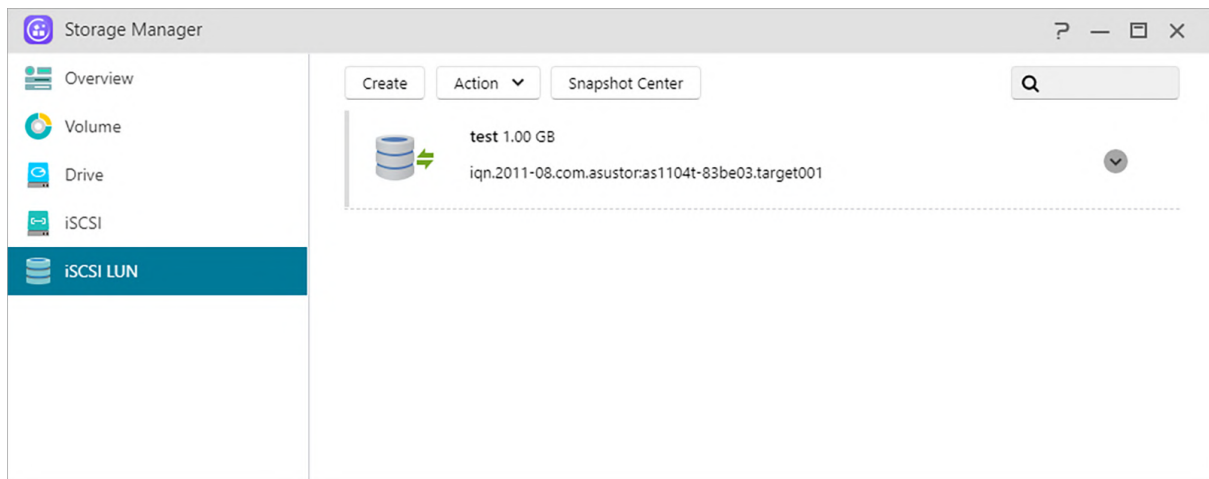 Storage Manager
Overview
Volume
Drive
iSCSI
iSCSI LUN
Create Action Snapshot Center
test 1.00 GB
iqn.2011-08.com.asustor:as1104t-83be03.target001